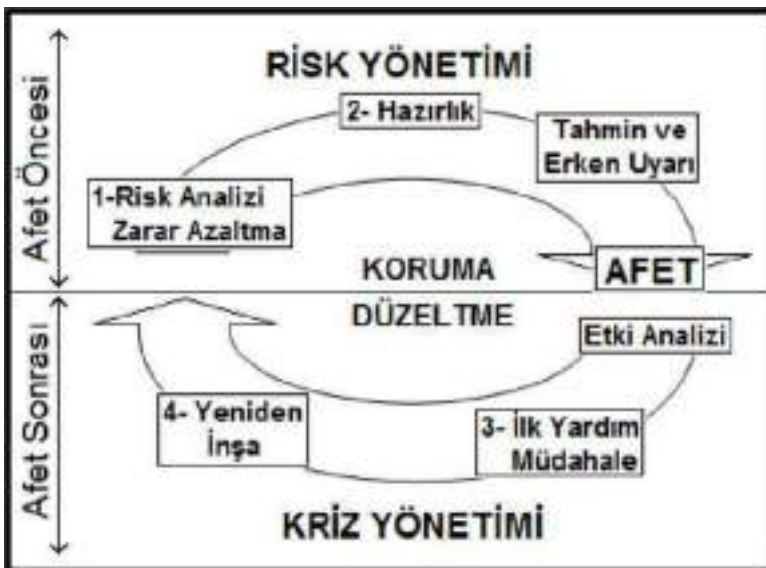 Afet Öncesi
RİSK YÖNETİMİ
2- Hazırlık
Tahmin ve
Erken Uyarı
1-Risk Analizi
Zarar Azaltma
AFET
KORUMA
DÜZELTME
Afet Sonrası
Etki Analizi
4- Yeniden
İnşa
3- İlk Yardım
Müdahale
KRİZ YÖNETİMİ